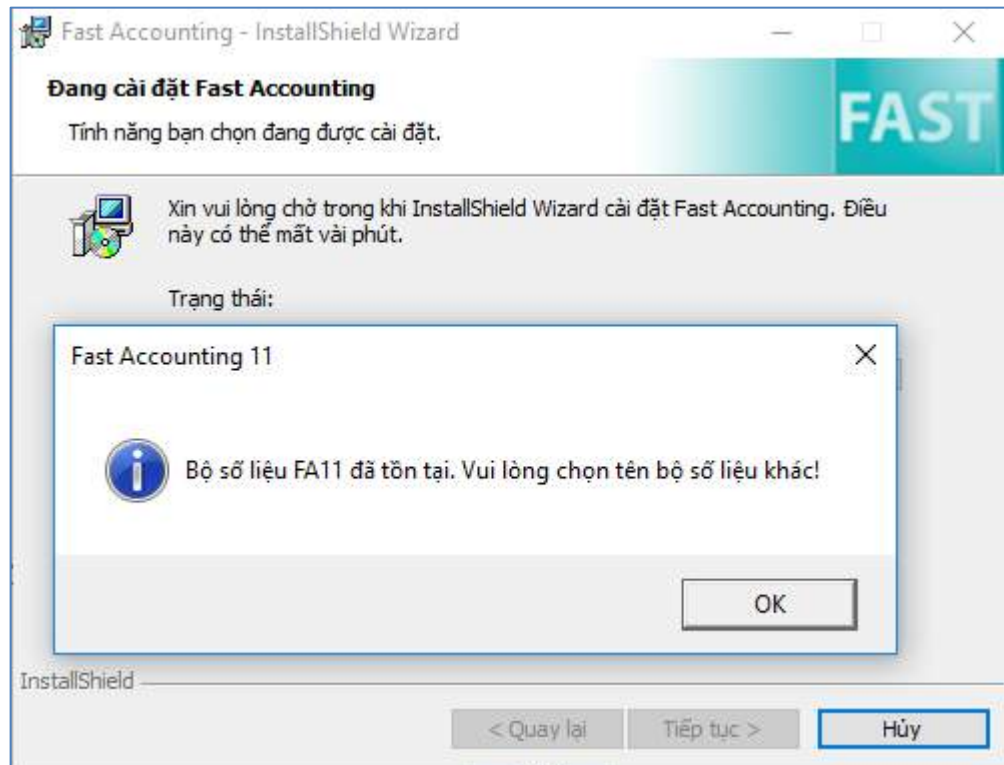 Fast Accounting - InstallShield Wizard
Đang cài đặt Fast Accounting
Tính năng bạn chọn đang được cài đặt.
FAST
Xin vui lòng chờ trong khi InstallShield Wizard cài đặt Fast Accounting. Điều
này có thể mất vài phút.
Trạng thái:
Fast Accounting 11
Bộ số liệu FA11 đã tồn tại. Vui lòng chọn tên bộ số liệu khác!
OK
InstallShield
< Quay lại
Tiếp tục >
Hủy